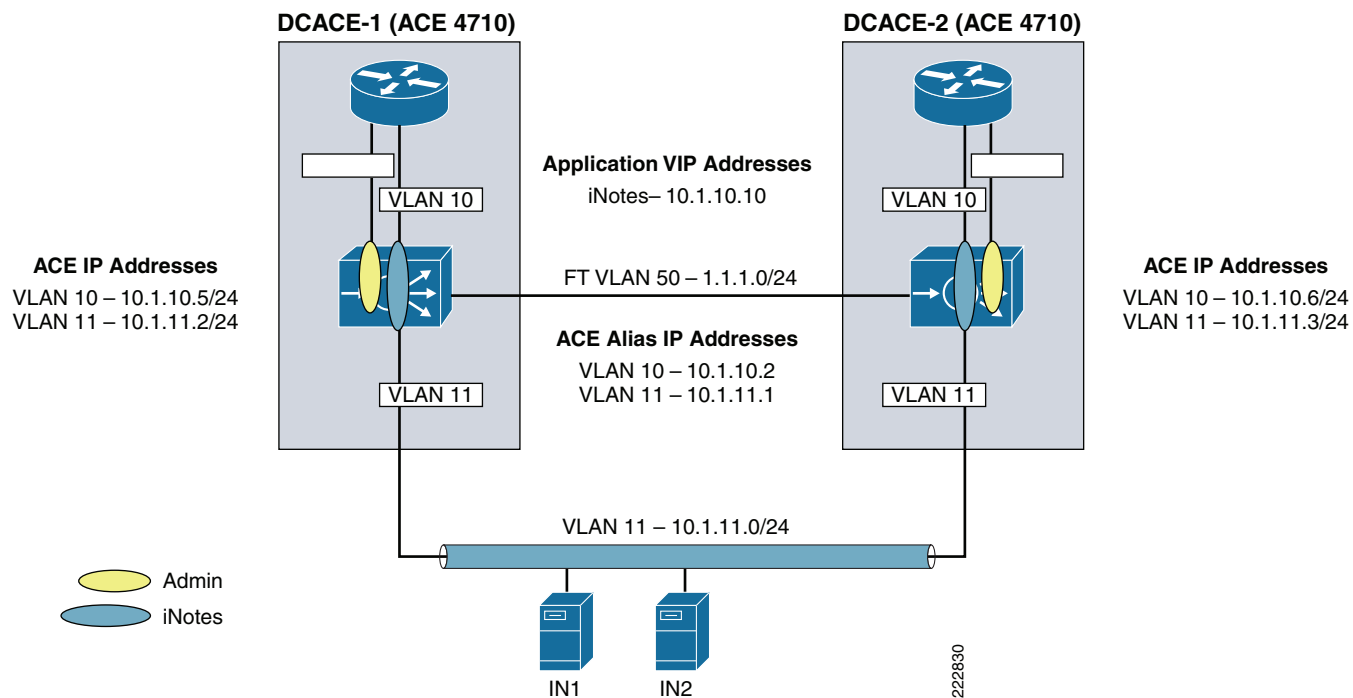 DCACE-1 (ACE 4710)
DCACE-2 (ACE 4710)
Application VIP Addresses
iNotes– 10.1.10.10
VLAN 10
VLAN 10
ACE IP Addresses
VLAN 10 – 10.1.10.5/24
VLAN 11 – 10.1.11.2/24
FT VLAN 50 – 1.1.1.0/24
ACE IP Addresses
VLAN 10 – 10.1.10.6/24
VLAN 11 – 10.1.11.3/24
ACE Alias IP Addresses
VLAN 10 – 10.1.10.2
VLAN 11 – 10.1.11.1
VLAN 11
VLAN 11
VLAN 11 – 10.1.11.0/24
Admin
iNotes
IN1
IN2
222830